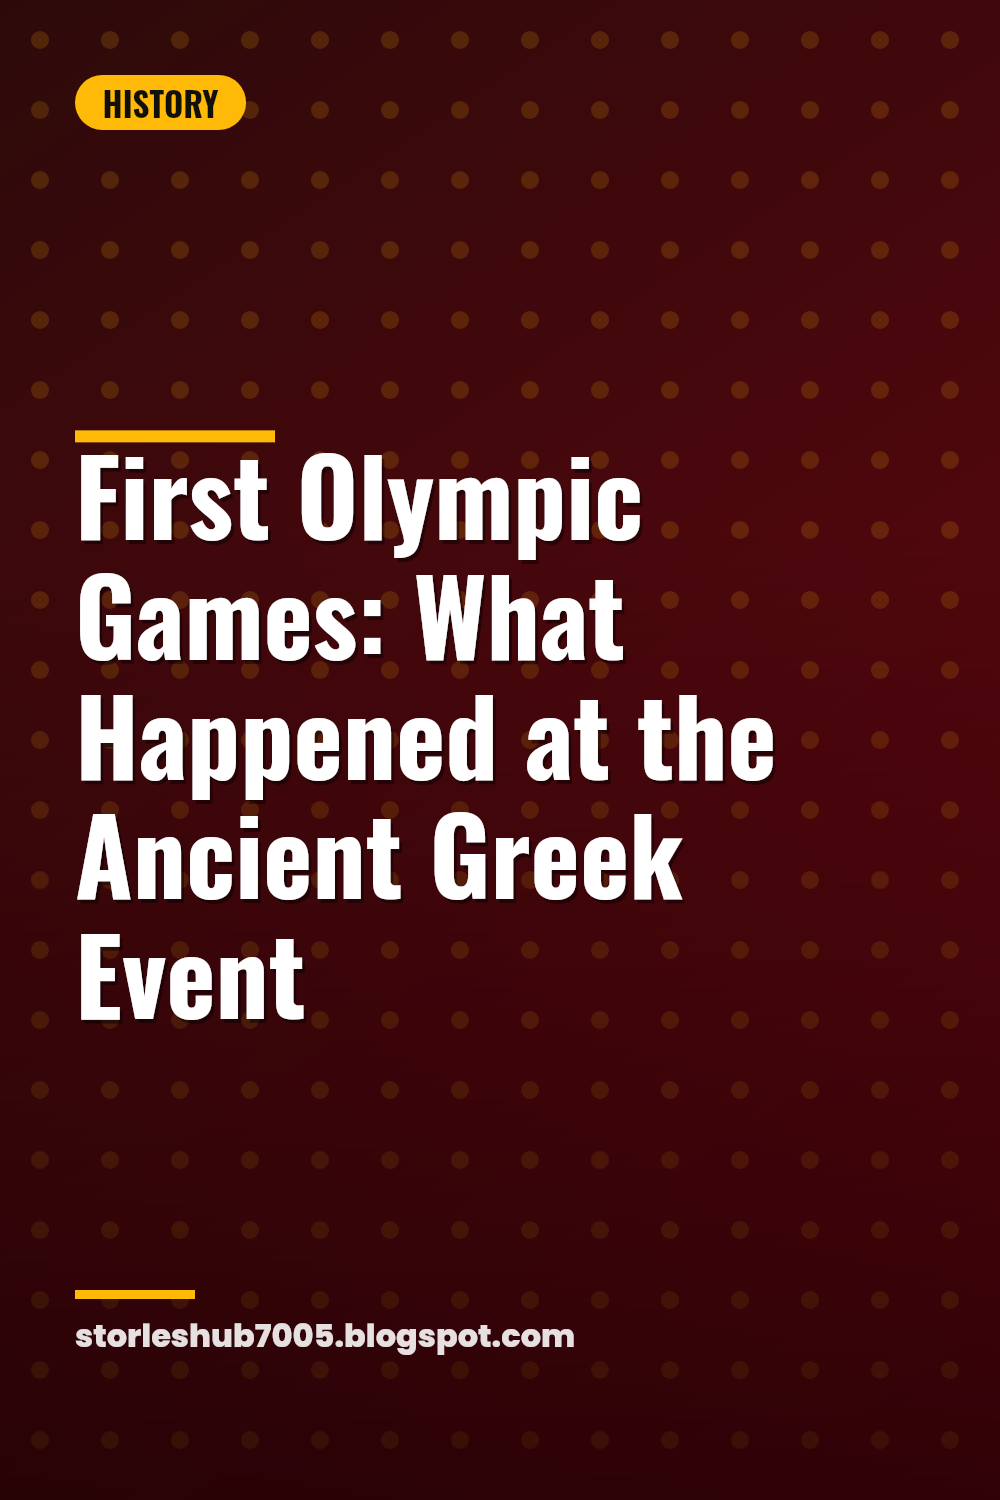 HISTORY
First Olympic
Games: What
Happened at the
Ancient Greek
Event
storleshub7005.blogspot.com